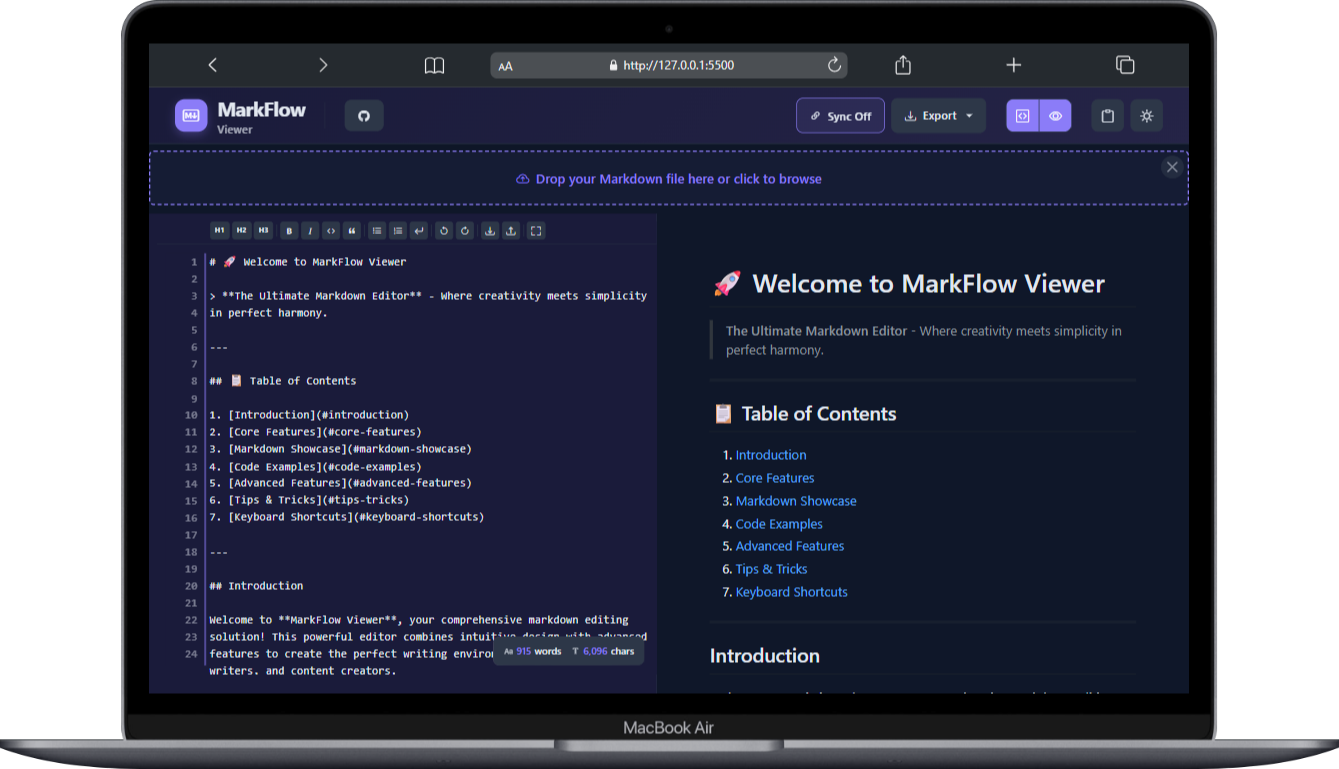 AA http://127.0.0.1:5500
M↓ MarkFlow
Viewer
Sync Off
Export
Drop your Markdown file here or click to browse
H1 H2 H3 B I <> “
1 # 🚀 Welcome to MarkFlow Viewer
2
3 > **The Ultimate Markdown Editor** - Where creativity meets simplicity
4 in perfect harmony.
5
6 ---
7
8 ## 📋 Table of Contents
9
10 1. [Introduction](#introduction)
11 2. [Core Features](#core-features)
12 3. [Markdown Showcase](#markdown-showcase)
13 4. [Code Examples](#code-examples)
14 5. [Advanced Features](#advanced-features)
15 6. [Tips & Tricks](#tips-tricks)
16 7. [Keyboard Shortcuts](#keyboard-shortcuts)
17
18 ---
19
20 ## Introduction
21
22 Welcome to **MarkFlow Viewer**, your comprehensive markdown editing
23 solution! This powerful editor combines intuitive design with advanced
24 features to create the perfect writing
writers. and content creators.
Aa 915 words T 6,096 chars
🚀 Welcome to MarkFlow Viewer
The Ultimate Markdown Editor - Where creativity meets simplicity in
perfect harmony.
📋 Table of Contents
1. Introduction
2. Core Features
3. Markdown Showcase
4. Code Examples
5. Advanced Features
6. Tips & Tricks
7. Keyboard Shortcuts
Introduction
MacBook Air